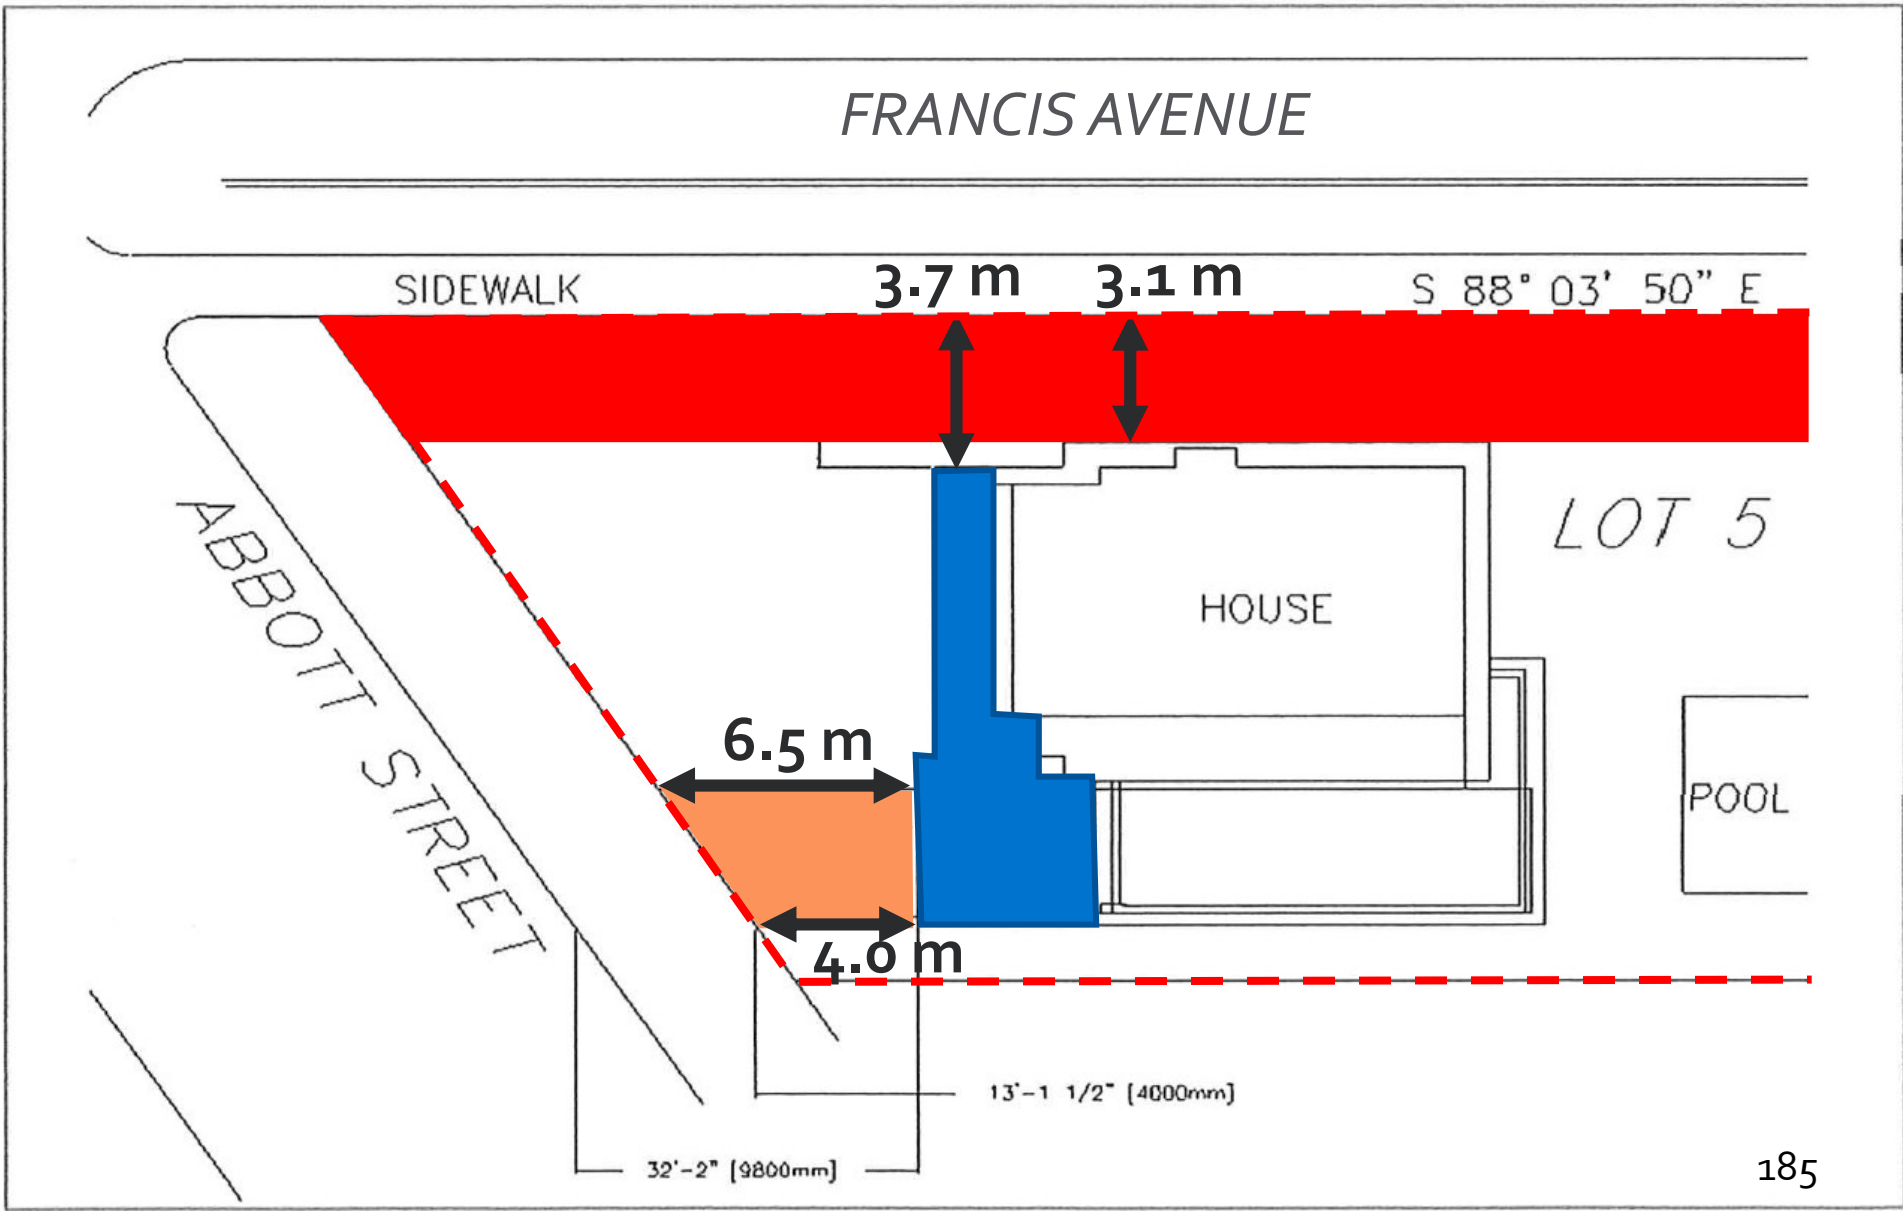 FRANCIS AVENUE
SIDEWALK
3.7 m
3.1 m
S 88° 03' 50" E
ABBOTT STREET
LOT 5
HOUSE
6.5 m
POOL
4.0 m
13'-1 1/2" [4000mm]
32'-2" [9800mm]
185